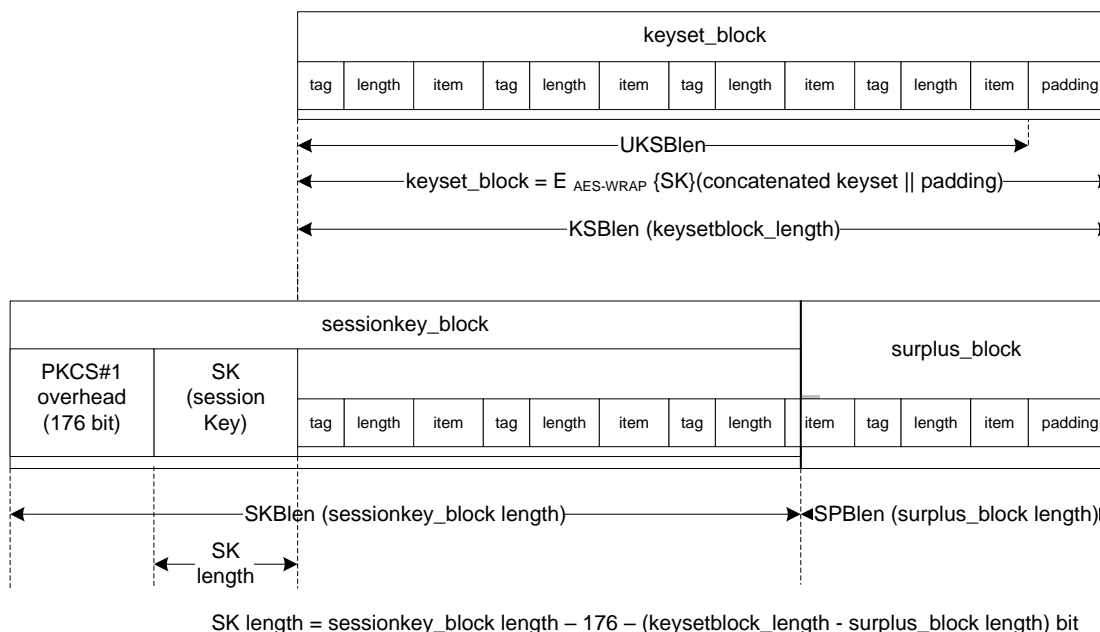 keyset_block
tag length item tag length item tag length item tag length item padding
UKSBlen
keyset_block = E AES-WRAP {SK}(concatenated keyset || padding)
KSBlen (keysetblock_length)
sessionkey_block
surplus_block
PKCS#1
overhead
(176 bit)
SK
(session
Key)
tag length item tag length item tag length item tag length item padding
SKBlen (sessionkey_block length)
SPBlen (surplus_block length)
SK
length
SK length = sessionkey_block length – 176 – (keysetblock_length - surplus_block length) bit